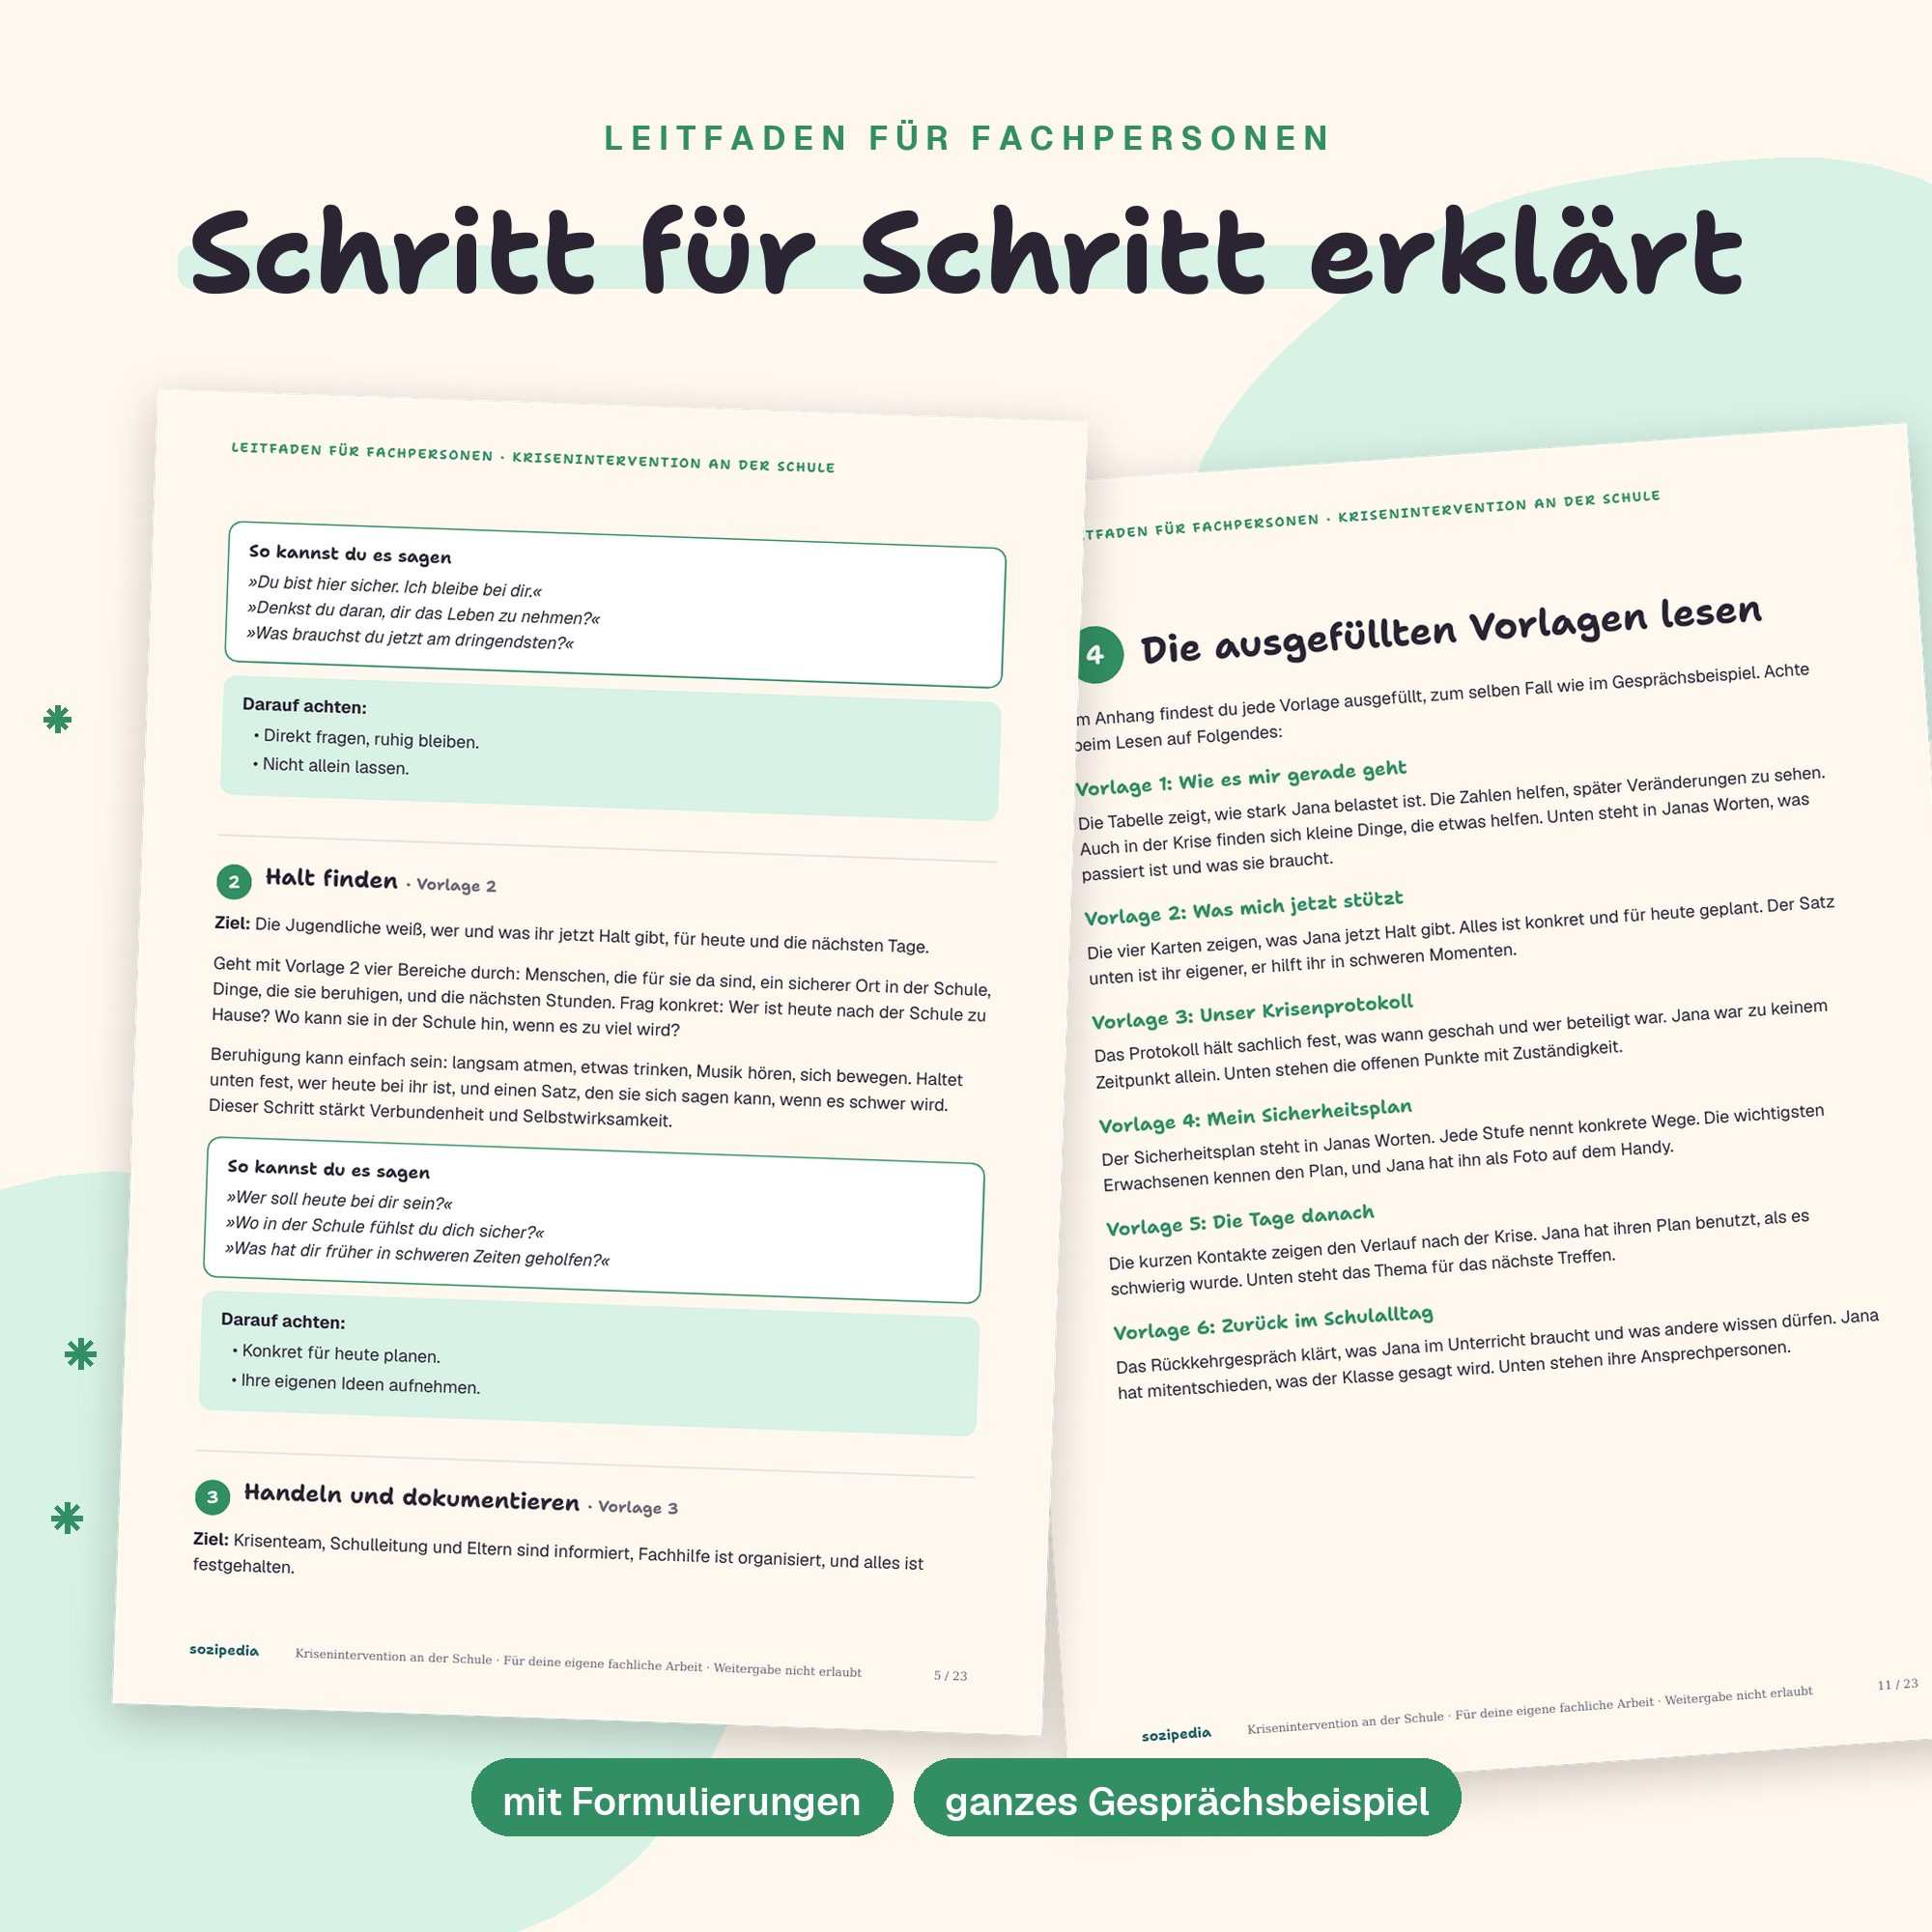 LEITFADEN FÜR FACHPERSONEN
Schritt für Schritt erklärt
LEITFADEN FÜR FACHPERSONEN · KRISENINTERVENTION AN DER SCHULE
So kannst du es sagen
»Du bist hier sicher. Ich bleibe bei dir.«
»Denkst du daran, dir das Leben zu nehmen?«
»Was brauchst du jetzt am dringendsten?«
Darauf achten:
• Direkt fragen, ruhig bleiben.
• Nicht allein lassen.
2 Halt finden · Vorlage 2
Ziel: Die Jugendliche weiß, wer und was ihr jetzt Halt gibt, für heute und die nächsten Tage.
Geht mit Vorlage 2 vier Bereiche durch: Menschen, die für sie da sind, ein sicherer Ort in der Schule,
Dinge, die sie beruhigen, und die nächsten Stunden. Frag konkret: Wer ist heute nach der Schule zu
Hause? Wo kann sie in der Schule hin, wenn es zu viel wird?
Beruhigung kann einfach sein: langsam atmen, etwas trinken, Musik hören, sich bewegen. Haltet
unten fest, wer heute bei ihr ist, und einen Satz, den sie sich sagen kann, wenn es schwer wird.
Dieser Schritt stärkt Verbundenheit und Selbstwirksamkeit.
So kannst du es sagen
»Wer soll heute bei dir sein?«
»Wo in der Schule fühlst du dich sicher?«
»Was hat dir früher in schweren Zeiten geholfen?«
Darauf achten:
• Konkret für heute planen.
• Ihre eigenen Ideen aufnehmen.
3 Handeln und dokumentieren · Vorlage 3
Ziel: Krisenteam, Schulleitung und Eltern sind informiert, Fachhilfe ist organisiert, und alles ist
festgehalten.
sozipedia Krisenintervention an der Schule · Für deine eigene fachliche Arbeit · Weitergabe nicht erlaubt 5 / 23
TFADEN FÜR FACHPERSONEN · KRISENINTERVENTION AN DER SCHULE
4 Die ausgefüllten Vorlagen lesen
m Anhang findest du jede Vorlage ausgefüllt, zum selben Fall wie im Gesprächsbeispiel. Achte
beim Lesen auf Folgendes:
Vorlage 1: Wie es mir gerade geht
Die Tabelle zeigt, wie stark Jana belastet ist. Die Zahlen helfen, später Veränderungen zu sehen.
Auch in der Krise finden sich kleine Dinge, die etwas helfen. Unten steht in Janas Worten, was
passiert ist und was sie braucht.
Vorlage 2: Was mich jetzt stützt
Die vier Karten zeigen, was Jana jetzt Halt gibt. Alles ist konkret und für heute geplant. Der Satz
unten ist ihr eigener, er hilft ihr in schweren Momenten.
Vorlage 3: Unser Krisenprotokoll
Das Protokoll hält sachlich fest, was wann geschah und wer beteiligt war. Jana war zu keinem
Zeitpunkt allein. Unten stehen die offenen Punkte mit Zuständigkeit.
Vorlage 4: Mein Sicherheitsplan
Der Sicherheitsplan steht in Janas Worten. Jede Stufe nennt konkrete Wege. Die wichtigsten
Erwachsenen kennen den Plan, und Jana hat ihn als Foto auf dem Handy.
Vorlage 5: Die Tage danach
Die kurzen Kontakte zeigen den Verlauf nach der Krise. Jana hat ihren Plan benutzt, als es
schwierig wurde. Unten steht das Thema für das nächste Treffen.
Vorlage 6: Zurück im Schulalltag
Das Rückkehrgespräch klärt, was Jana im Unterricht braucht und was andere wissen dürfen. Jana
hat mitentschieden, was der Klasse gesagt wird. Unten stehen ihre Ansprechpersonen.
sozipedia Krisenintervention an der Schule · Für deine eigene fachliche Arbeit · Weitergabe nicht erlaubt 11 / 23
mit Formulierungen
ganzes Gesprächsbeispiel